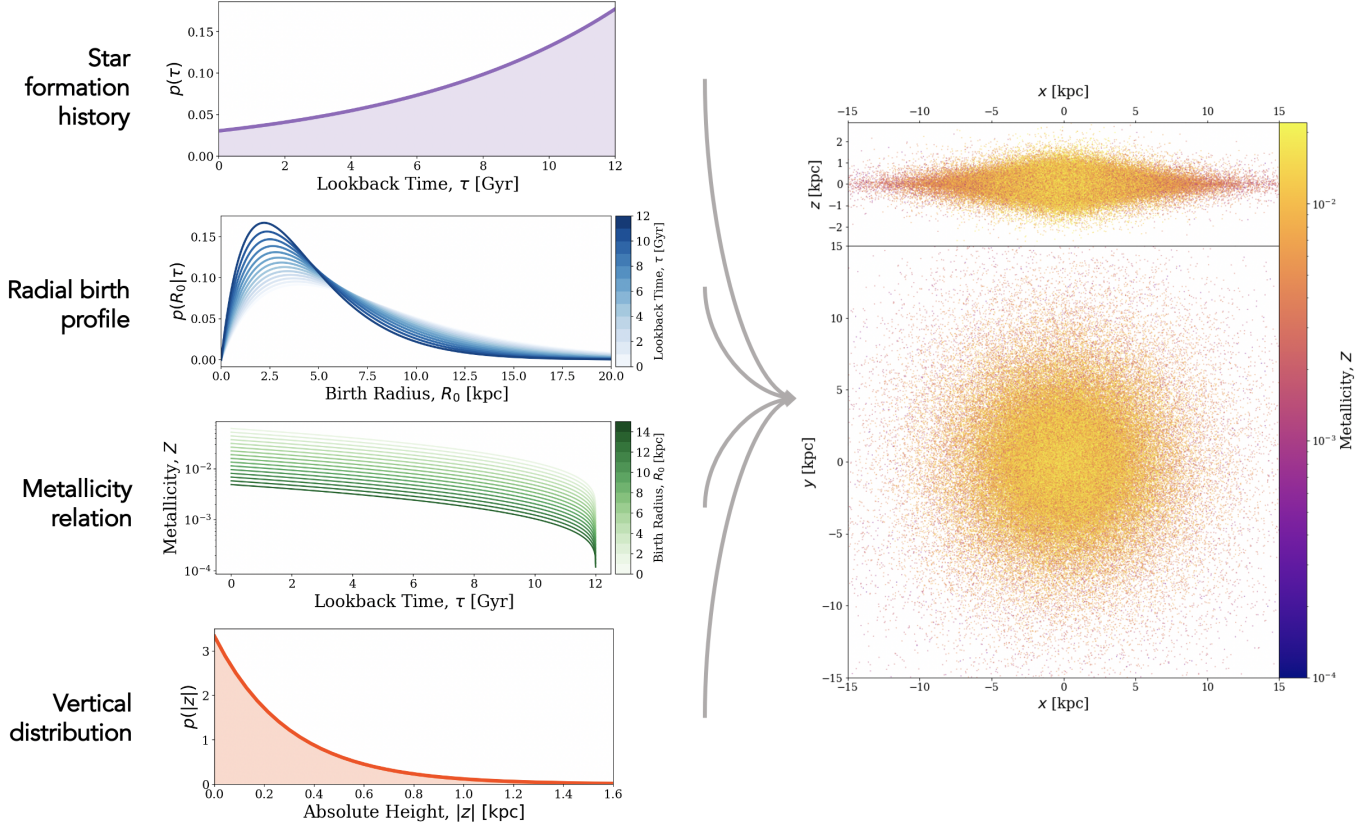 Star
formation
history
p(τ)
0.15
0.10
0.05
0.00
0 2 4 6 8 10 12
Lookback Time, τ [Gyr]
Radial birth
profile
p(R₀|τ)
0.15
0.10
0.05
0.00
0.0 2.5 5.0 7.5 10.0 12.5 15.0 17.5 20.0
Birth Radius, R₀ [kpc]
12
10
8
6
4
2
0
Lookback Time, τ [Gyr]
Metallicity
relation
Metallicity, Z
10⁻²
10⁻³
10⁻⁴
0 2 4 6 8 10 12
Lookback Time, τ [Gyr]
14
12
10
8
6
4
2
0
Birth Radius, R₀ [kpc]
Vertical
distribution
p(|z|)
3
2
1
0
0.0 0.2 0.4 0.6 0.8 1.0 1.2 1.4 1.6
Absolute Height, |z| [kpc]
x [kpc]
−15 −10 −5 0 5 10 15
z [kpc]
2
1
0
−1
−2
y [kpc]
15
10
5
0
−5
−10
−15
−15 −10 −5 0 5 10 15
x [kpc]
10⁻²
10⁻³
10⁻⁴
Metallicity, Z